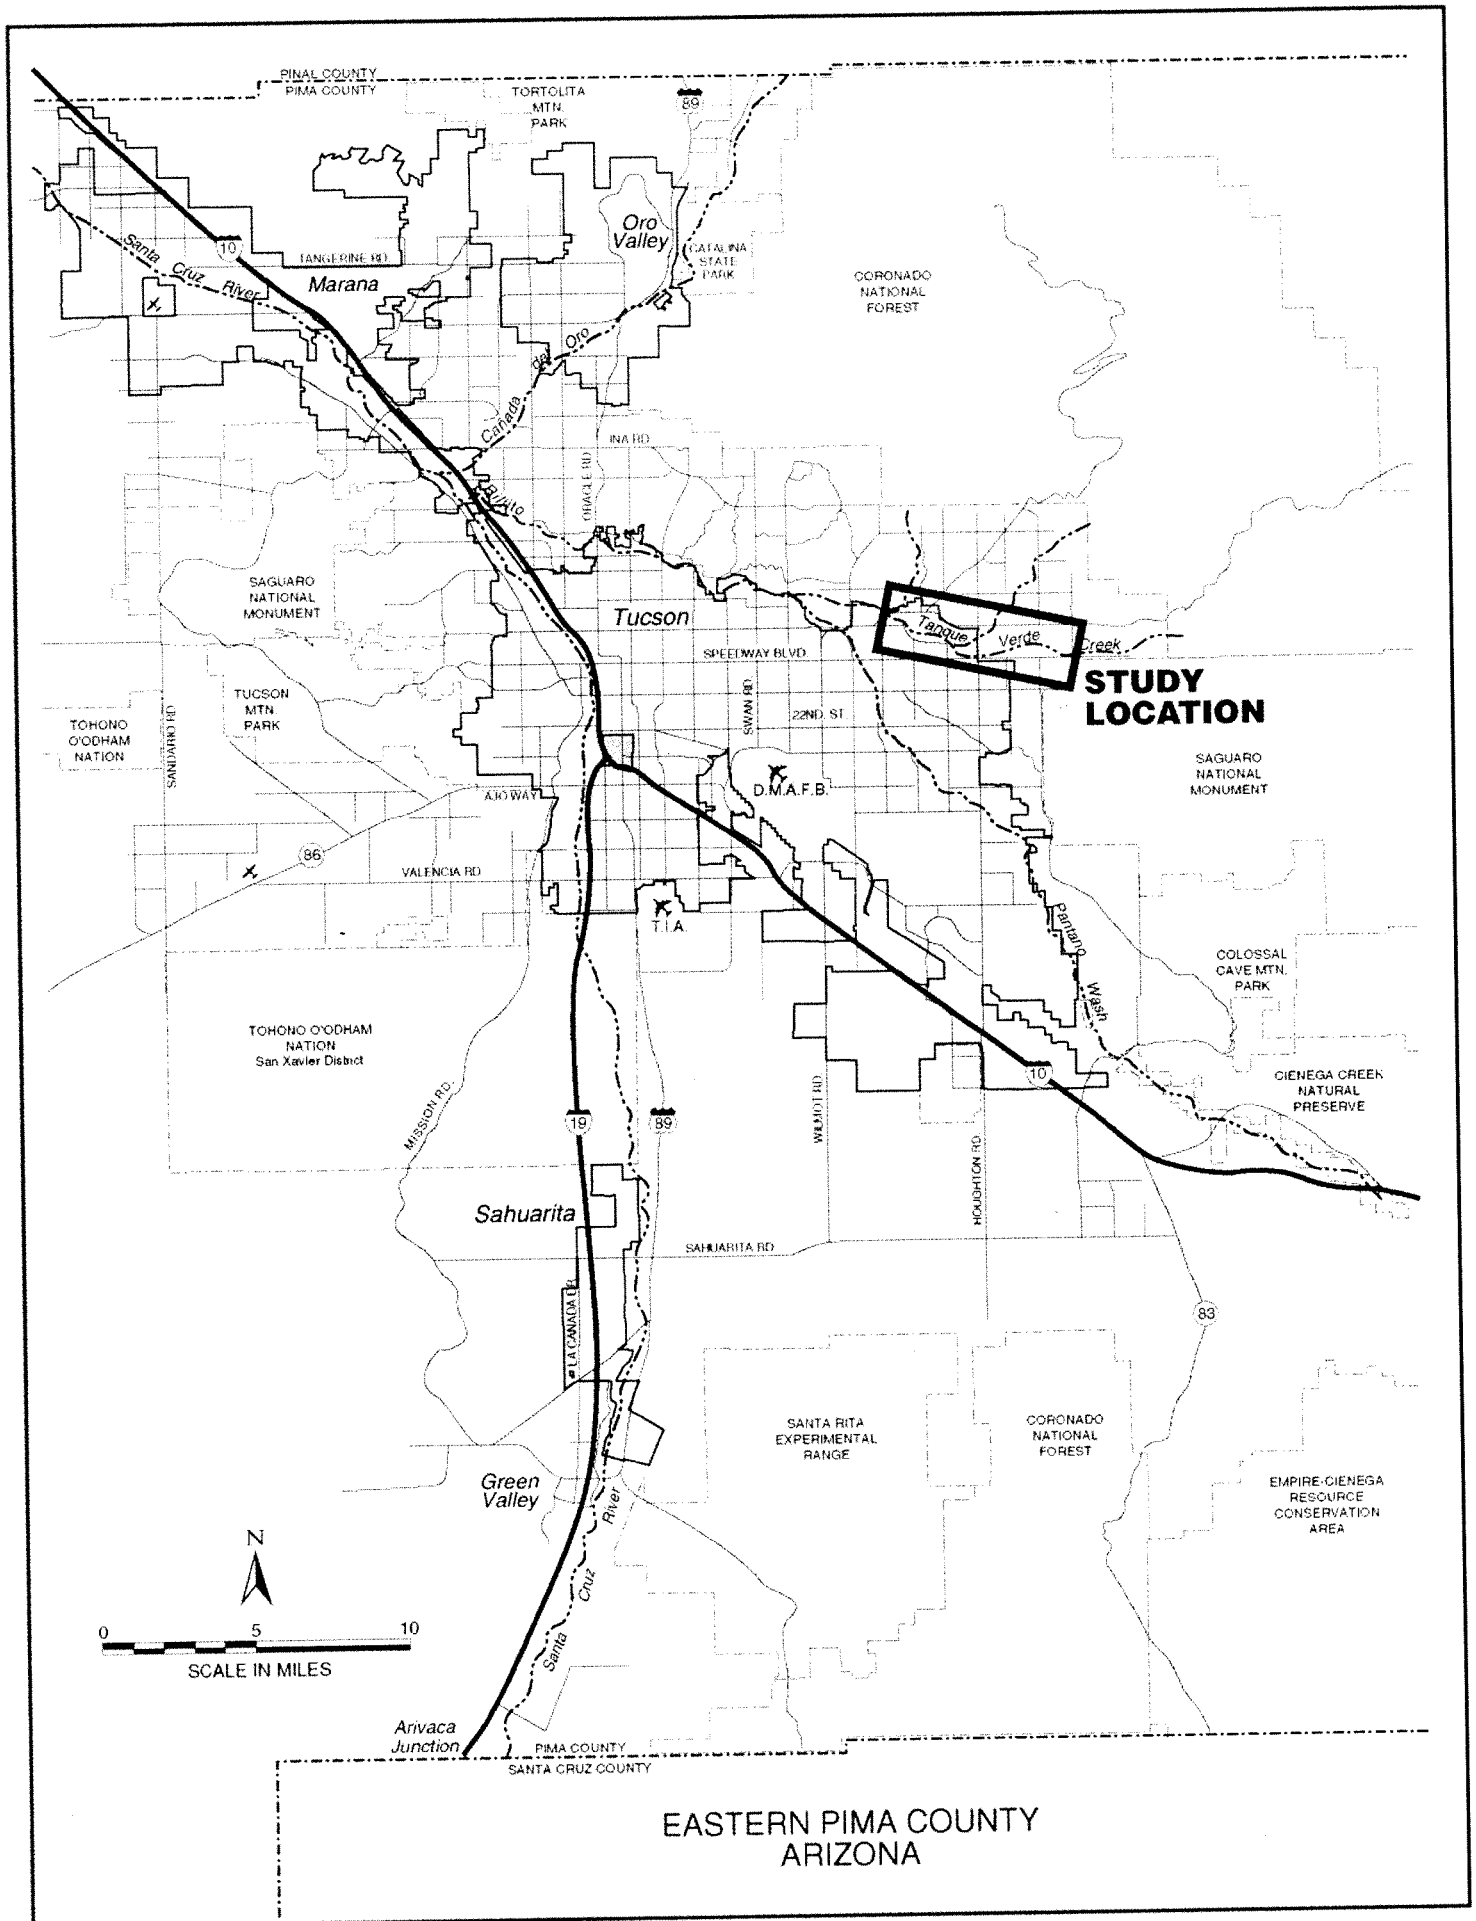 PINAL COUNTY
PIMA COUNTY
TORTOLITA
MTN.
PARK
89
Oro
Valley
CATALINA
STATE
PARK
CORONADO
NATIONAL
FOREST
Santa
Cruz
River
10
TANGERINE RD.
Marana
Cañada
del
Oro
INA RD.
ORACLE RD.
Rillito
SAGUARO
NATIONAL
MONUMENT
Tucson
Tanque
Verde
Creek
SPEEDWAY BLVD.
STUDY
LOCATION
TUCSON
MTN.
PARK
TOHONO
O'ODHAM
NATION
SANDARIO RD.
SWAN RD.
22ND. ST.
SAGUARO
NATIONAL
MONUMENT
D.M.A.F.B.
AJO WAY
86
VALENCIA RD.
T.I.A.
Pantano
Wash
COLOSSAL
CAVE MTN.
PARK
TOHONO O'ODHAM
NATION
San Xavier District
MISSION RD.
19
89
WILMOT RD.
10
HOUGHTON RD.
CIENEGA CREEK
NATURAL
PRESERVE
Sahuarita
SAHUARITA RD.
LA CANADA DR.
83
SANTA RITA
EXPERIMENTAL
RANGE
CORONADO
NATIONAL
FOREST
EMPIRE-CIENEGA
RESOURCE
CONSERVATION
AREA
Green
Valley
River
Cruz
Santa
N
0 5 10
SCALE IN MILES
Arivaca
Junction
PIMA COUNTY
SANTA CRUZ COUNTY
EASTERN PIMA COUNTY
ARIZONA